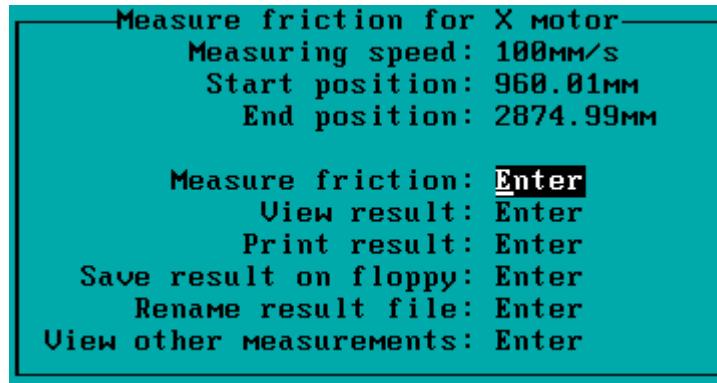 Measure friction for X motor
Measuring speed: 100mm/s
Start position: 960.01mm
End position: 2874.99mm
Measure friction: Enter
View result: Enter
Print result: Enter
Save result on floppy: Enter
Rename result file: Enter
View other measurements: Enter